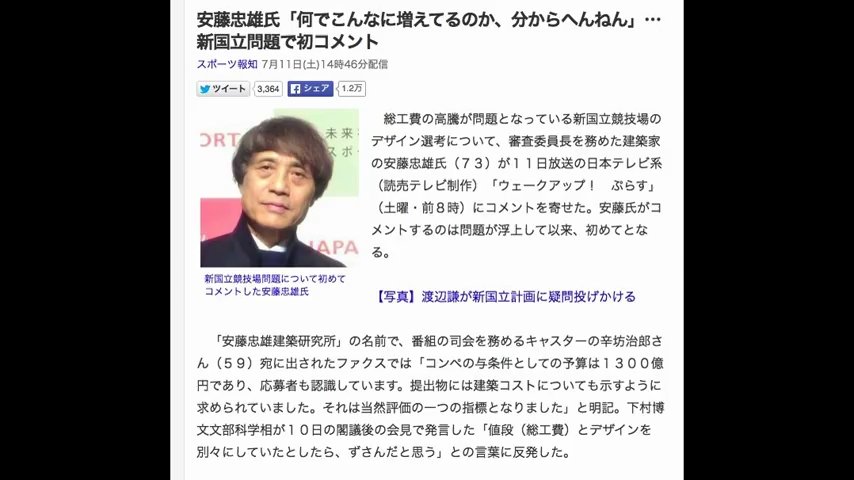 安藤忠雄氏「何でこんなに増えてるのか、分からへんねん」…
新国立問題で初コメント
スポーツ報知 7月11日(土)14時46分配信
ツイート 3,364 シェア 1.2万
総工費の高騰が問題となっている新国立競技場の
デザイン選考について、審査委員長を務めた建築家
の安藤忠雄氏（７３）が１１日放送の日本テレビ系
（読売テレビ制作）「ウェークアップ！　ぷらす」
（土曜・前８時）にコメントを寄せた。安藤氏がコ
メントするのは問題が浮上して以来、初めてとな
る。
ORT
未来
スポ
JAPA
新国立競技場問題について初めて
コメントした安藤忠雄氏
【写真】渡辺謙が新国立計画に疑問投げかける
「安藤忠雄建築研究所」の名前で、番組の司会を務めるキャスターの辛坊治郎さ
ん（５９）宛に出されたファクスでは「コンペの与条件としての予算は１３００億
円であり、応募者も認識しています。提出物には建築コストについても示すように
求められていました。それは当然評価の一つの指標となりました」と明記。下村博
文文部科学相が１０日の閣議後の会見で発言した「値段（総工費）とデザインを
別々にしていたとしたら、ずさんだと思う」との言葉に反発した。